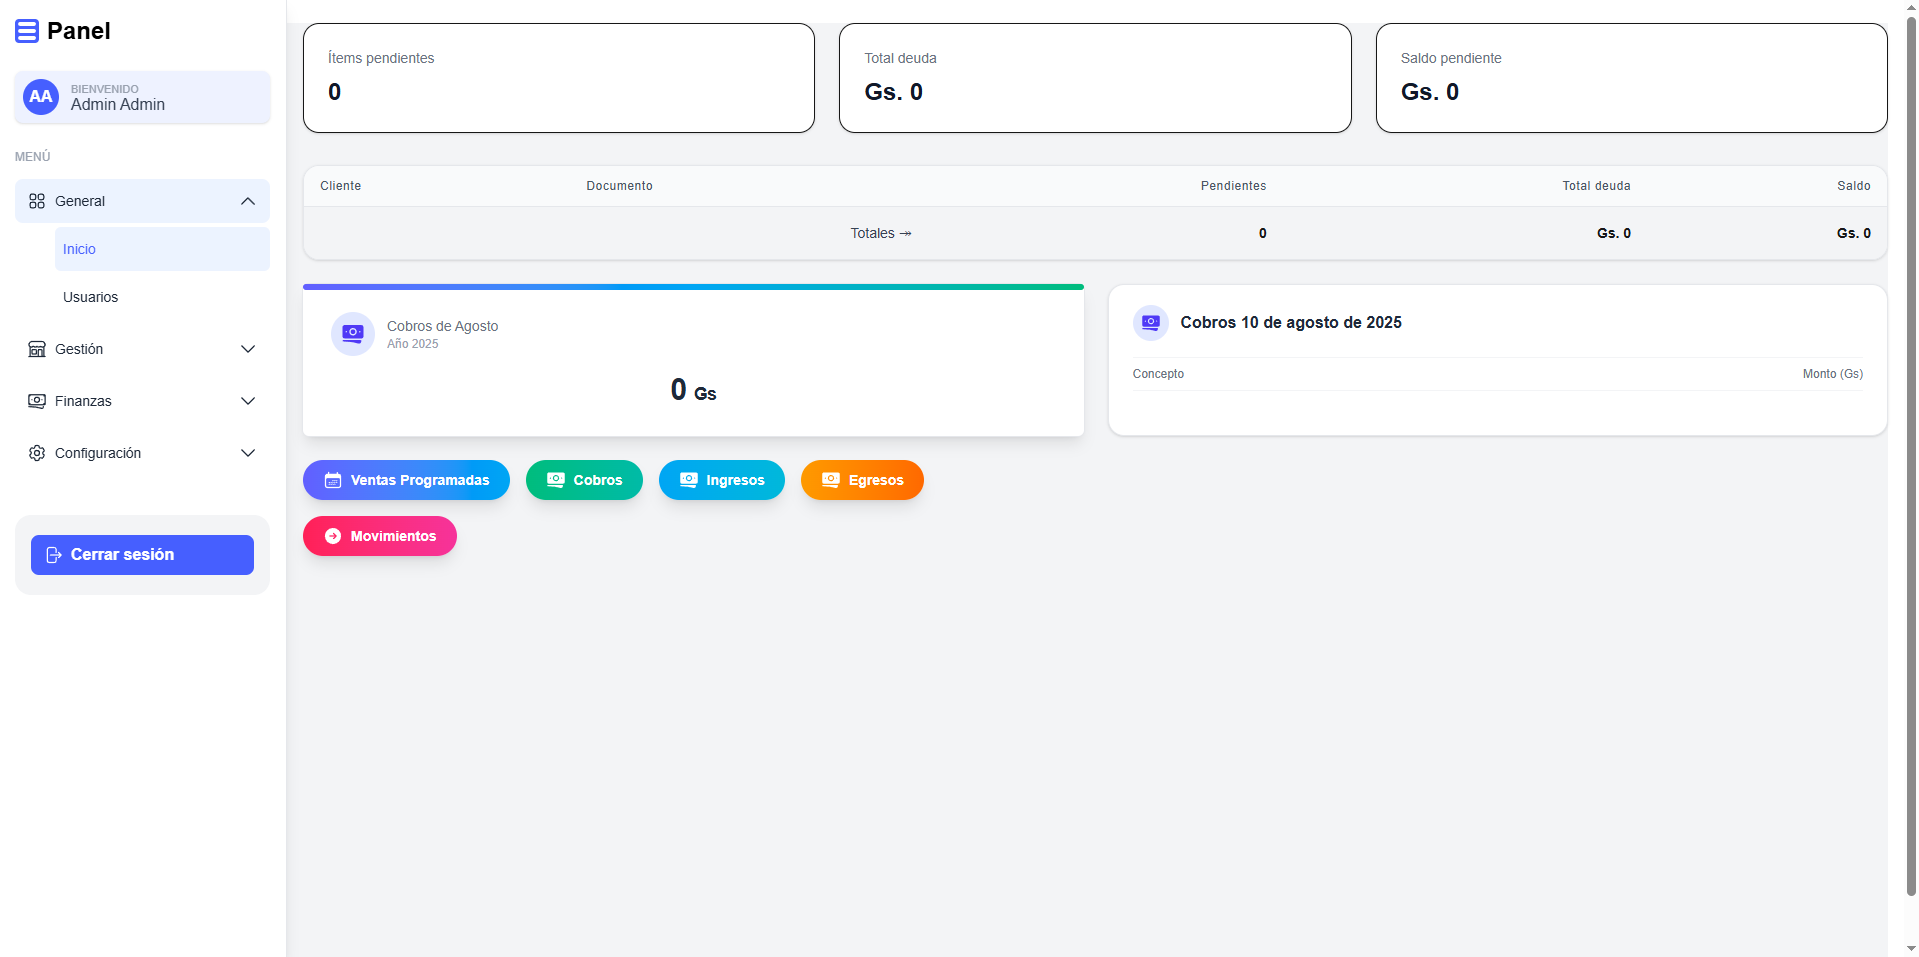 Panel
BIENVENIDO
Admin Admin
AA
MENÚ
General
Inicio
Usuarios
Gestión
Finanzas
Configuración
Cerrar sesión
Ítems pendientes
0
Total deuda
Gs. 0
Saldo pendiente
Gs. 0
Cliente Documento Pendientes Total deuda Saldo
Totales ⤞ 0 Gs. 0 Gs. 0
Cobros de Agosto
Año 2025
0 Gs
Cobros 10 de agosto de 2025
Concepto Monto (Gs)
Ventas Programadas Cobros Ingresos Egresos
Movimientos